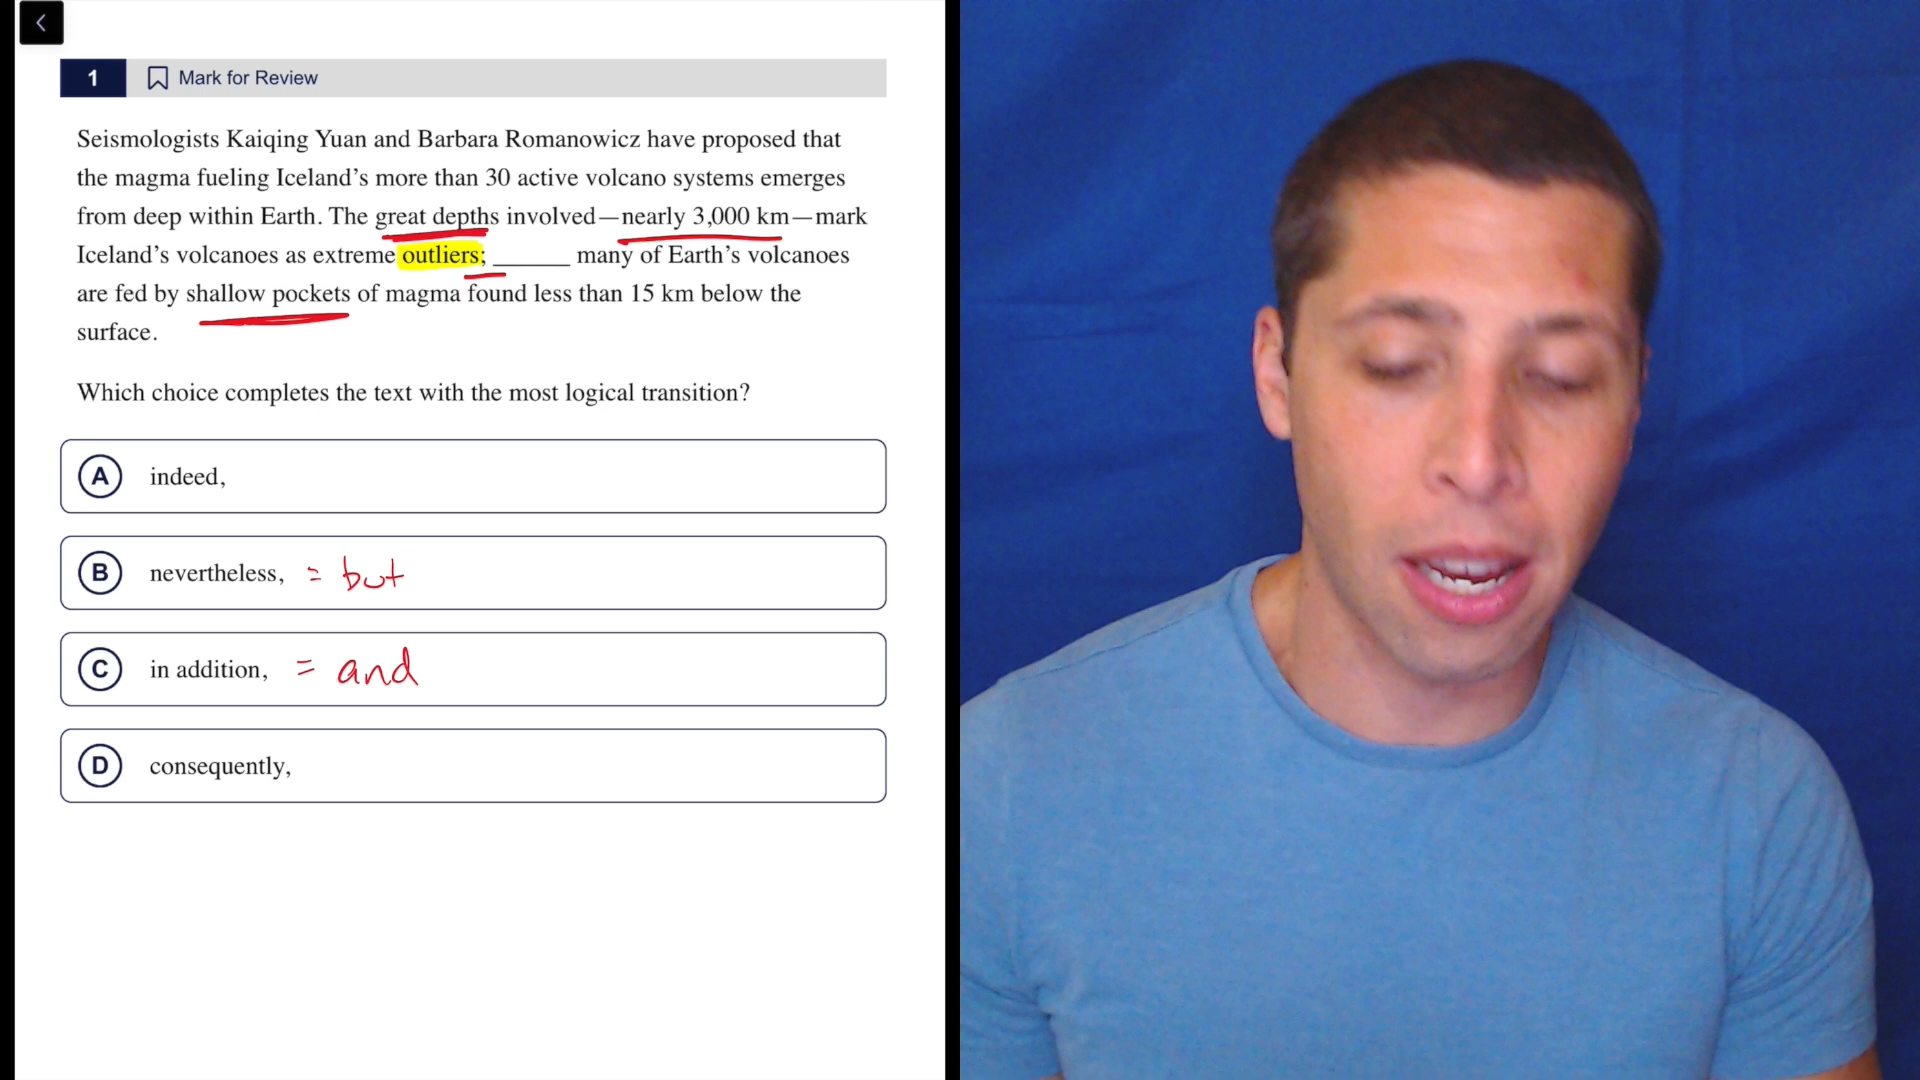 1 Mark for Review
Seismologists Kaiqing Yuan and Barbara Romanowicz have proposed that
the magma fueling Iceland's more than 30 active volcano systems emerges
from deep within Earth. The great depths involved—nearly 3,000 km—mark
Iceland's volcanoes as extreme outliers; ______ many of Earth's volcanoes
are fed by shallow pockets of magma found less than 15 km below the
surface.
Which choice completes the text with the most logical transition?
A indeed,
B nevertheless, = but
C in addition, = and
D consequently,